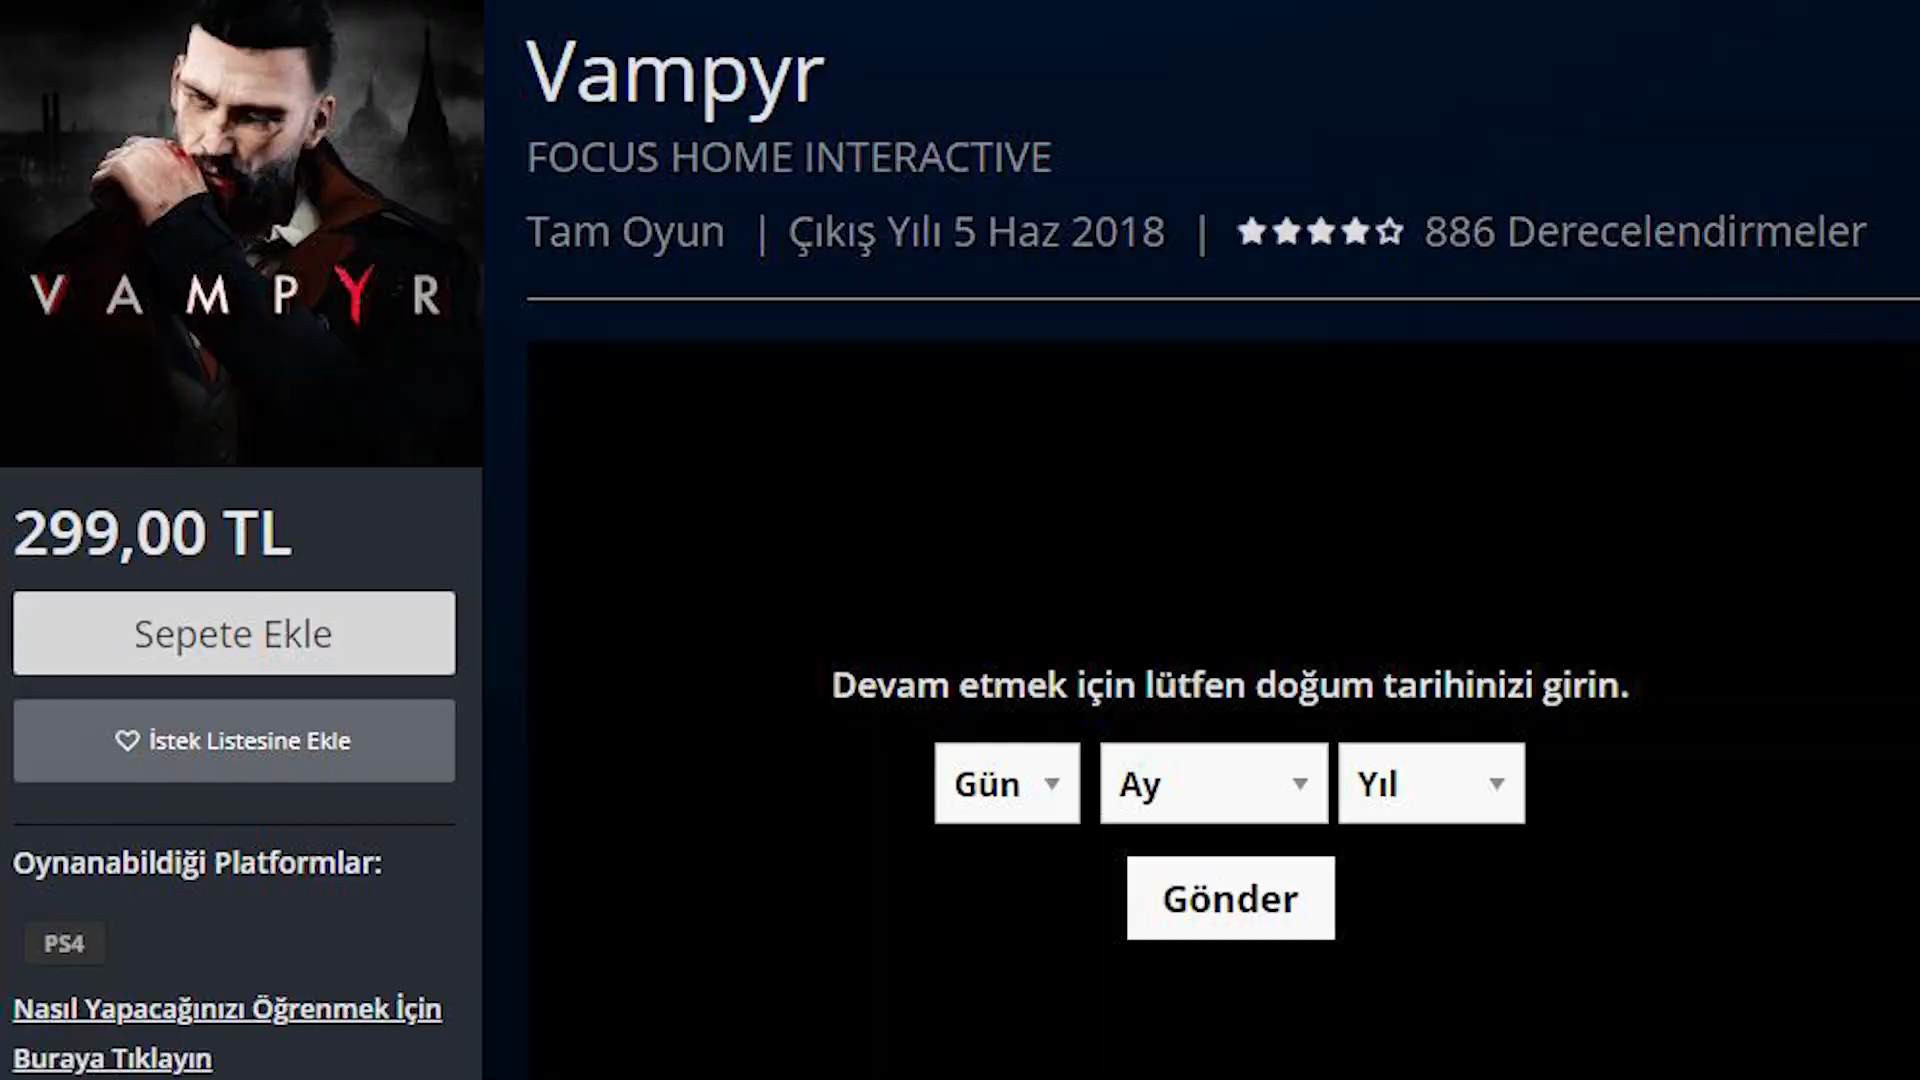 VAMPYR
299,00 TL
Sepete Ekle
İstek Listesine Ekle
Oynanabildiği Platformlar:
PS4
Nasıl Yapacağınızı Öğrenmek İçin
Buraya Tıklayın
Vampyr
FOCUS HOME INTERACTIVE
Tam Oyun | Çıkış Yılı 5 Haz 2018 | 886 Derecelendirmeler
Devam etmek için lütfen doğum tarihinizi girin.
Gün Ay Yıl
Gönder